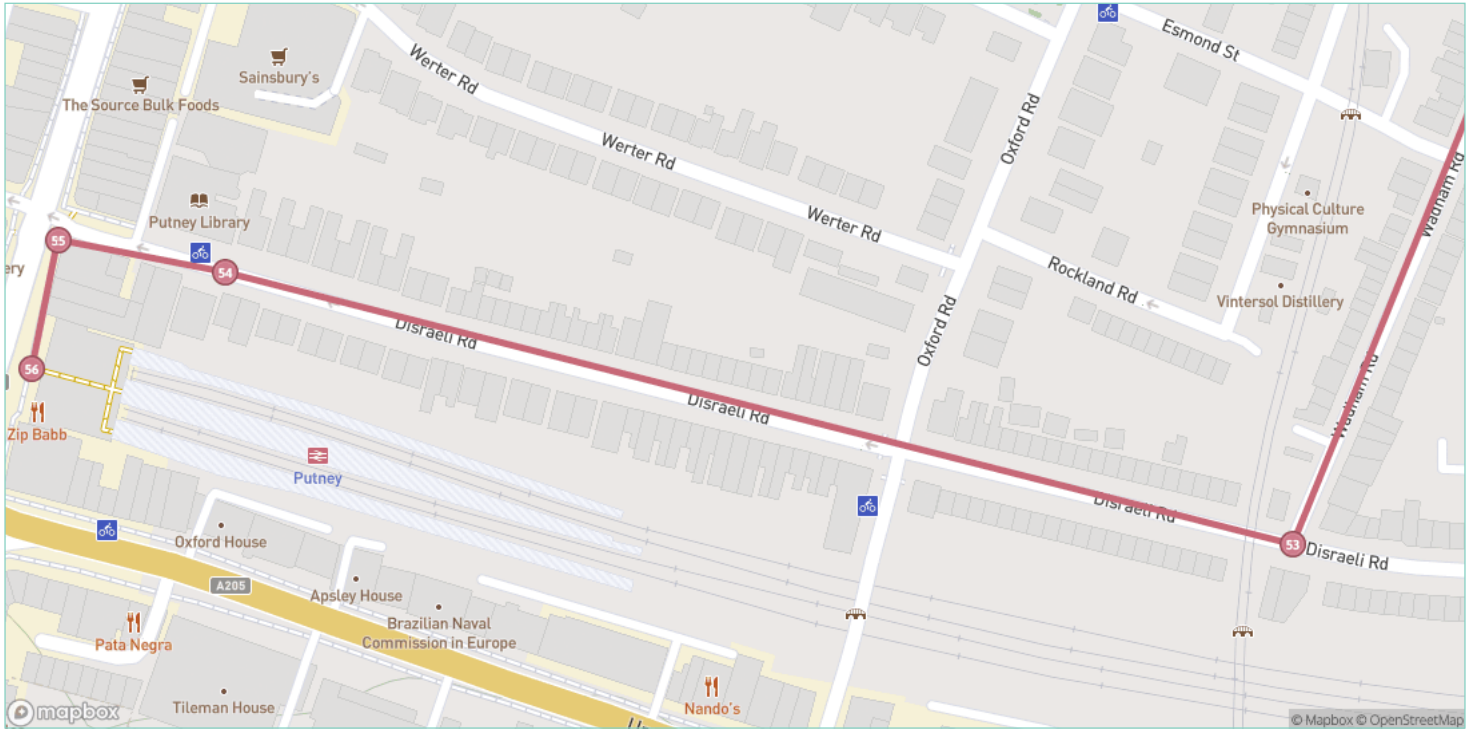 Esmond St
Sainsbury's
The Source Bulk Foods
Werter Rd
Oxford Rd
Werter Rd
Wadham Rd
Physical Culture
Gymnasium
Putney Library
Werter Rd
55
ery
54
Rockland Rd
Vintersol Distillery
Disraeli Rd
Oxford Rd
56
Wadham Rd
Disraeli Rd
Zip Babb
Putney
Disraeli Rd
53
Disraeli Rd
Oxford House
A205
Apsley House
Brazilian Naval
Commission in Europe
Pata Negra
Tileman House
Nando's
mapbox
© Mapbox © OpenStreetMap